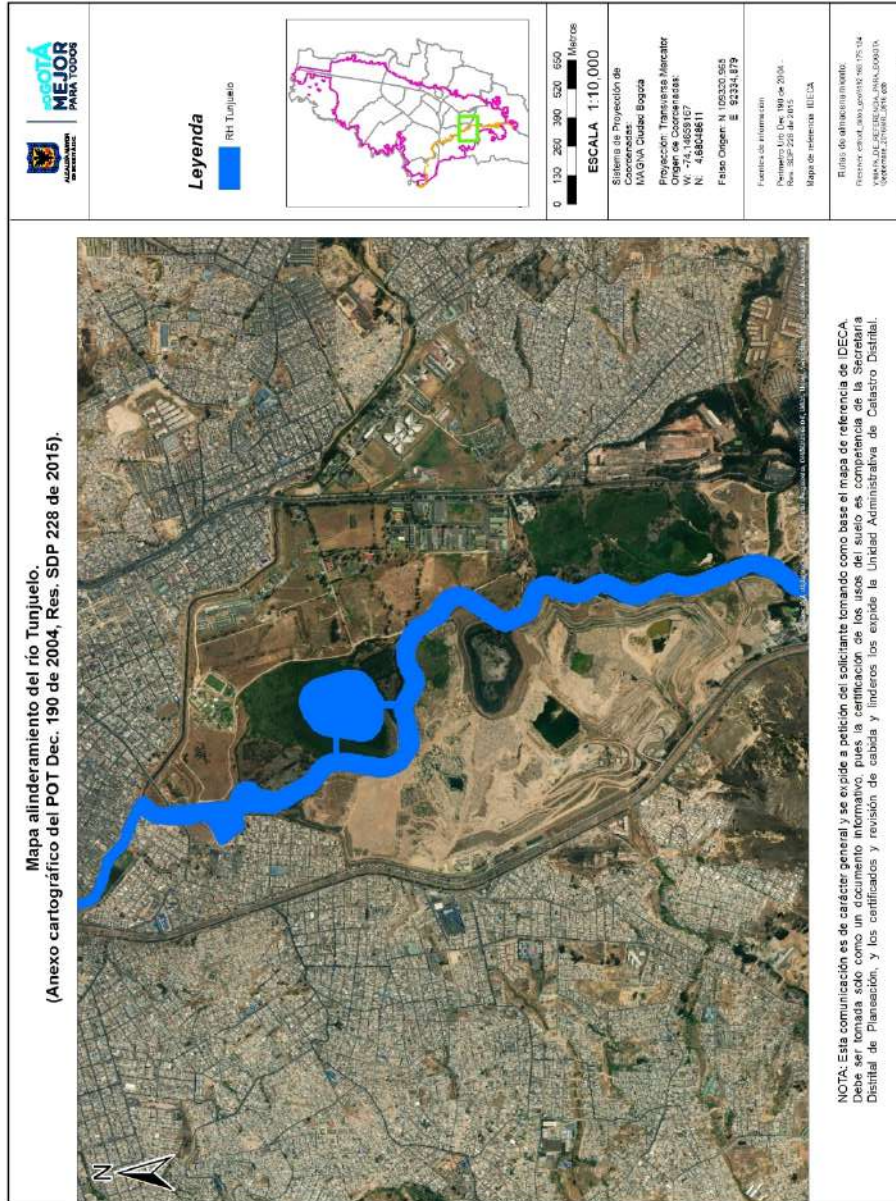 Mapa alinderamiento del río Tunjuelo.
(Anexo cartográfico del POT Dec. 190 de 2004, Res. SDP 228 de 2015).
N
BOGOTÁ
MEJOR
PARA TODOS
ALCALDÍA MAYOR
DE BOGOTÁ D.C.
Leyenda
RH Tunjuelo
0 130 260 390 520 650
Metros
ESCALA 1:10,000
Sistema de Proyección de
Coordenadas:
MAGNA Ciudad Bogota
Proyección: Transversa Mercator
Origen de Coordenadas:
W: -74,14659167
N: 4,68048611
Falso Origen: N 109320.965
E 92334.879
Fuentes de información
Perímetro Urb. Dec. 190 de 2004 -
Res. SDP 228 de 2015
Mapa de referencia IDECA
Rutas de almacenamiento:
NOTA: Esta comunicación es de carácter general y se expide a petición del solicitante tomando como base el mapa de referencia de IDECA.
Debe ser tomada solo como un documento informativo, pues la certificación de los usos del suelo es competencia de la Secretaría
Distrital de Planeación, y los certificados y revisión de cabida y linderos los expide la Unidad Administrativa de Catastro Distrital.